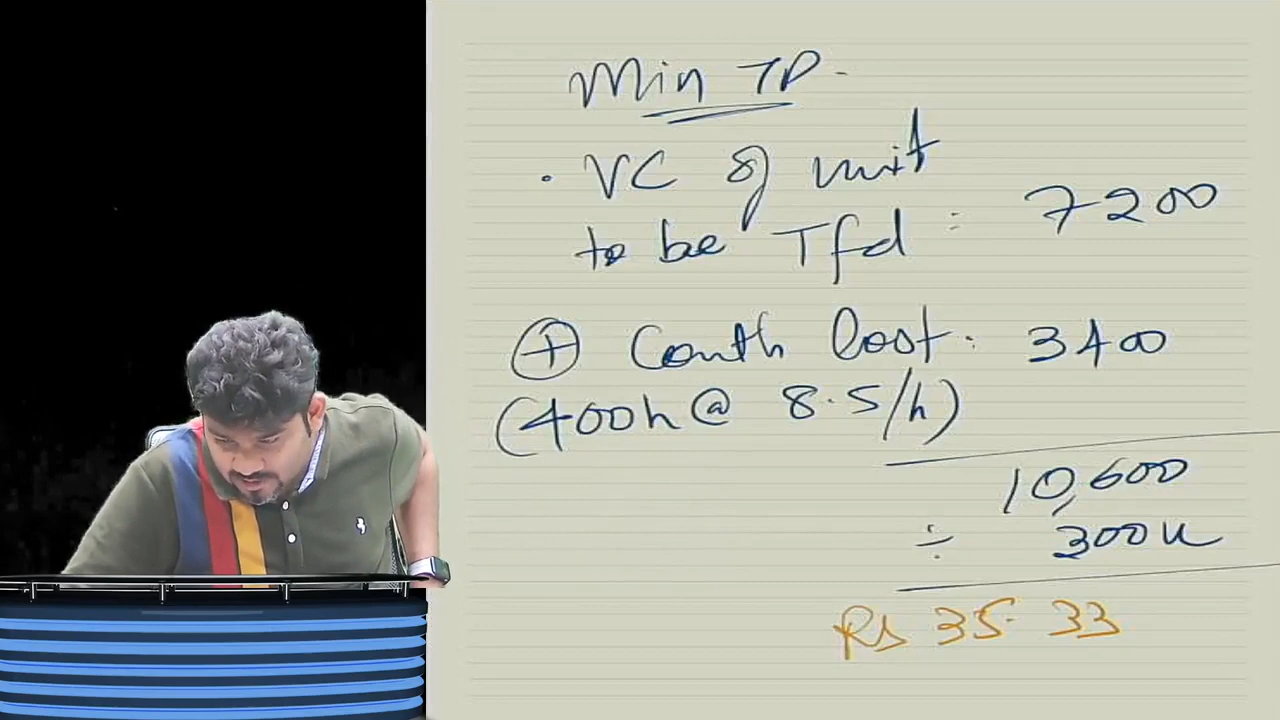 Min TP.
. VC of unit
to be Tfd : 7200
+ Conth lost : 3400
(400h @ 8.5/h)
10,600
÷ 300u
Rs 35.33